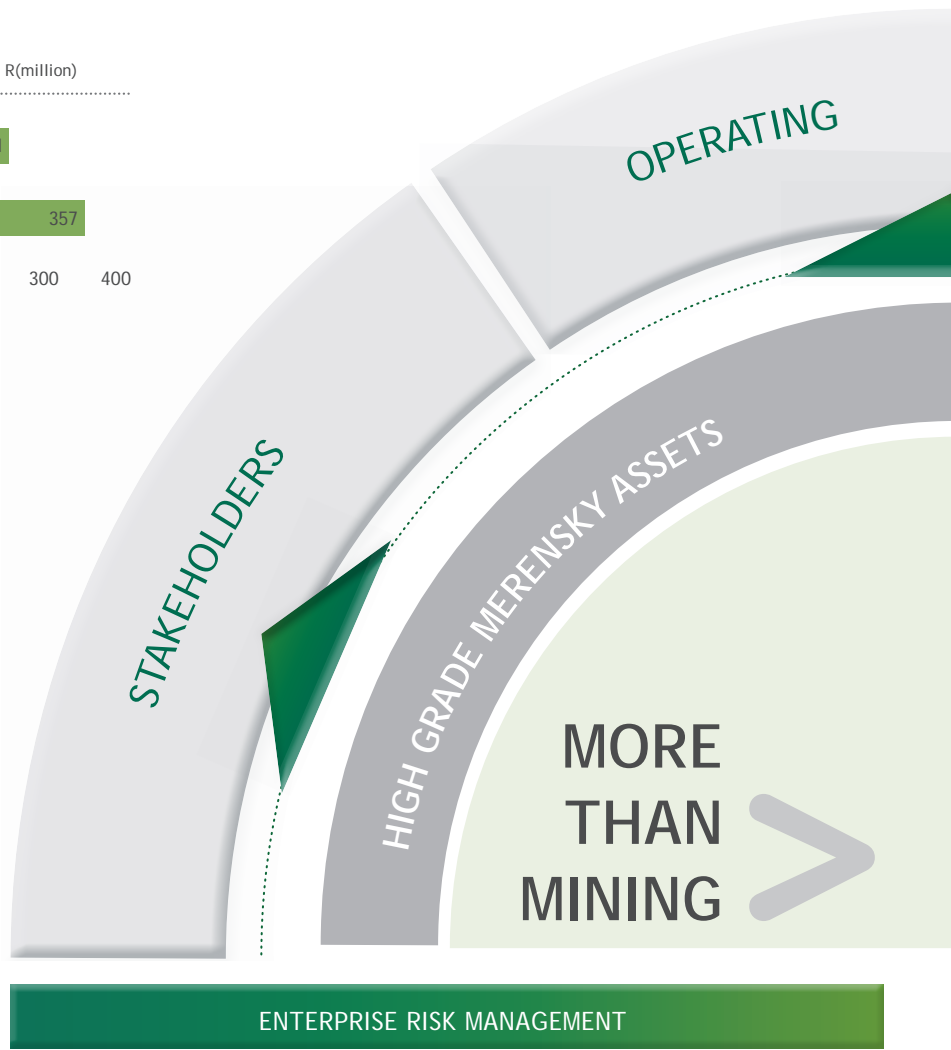 R(million)
357
300 400
OPERATING
STAKEHOLDERS
HIGH GRADE MERENSKY ASSETS
MORE
THAN
MINING
>
ENTERPRISE RISK MANAGEMENT